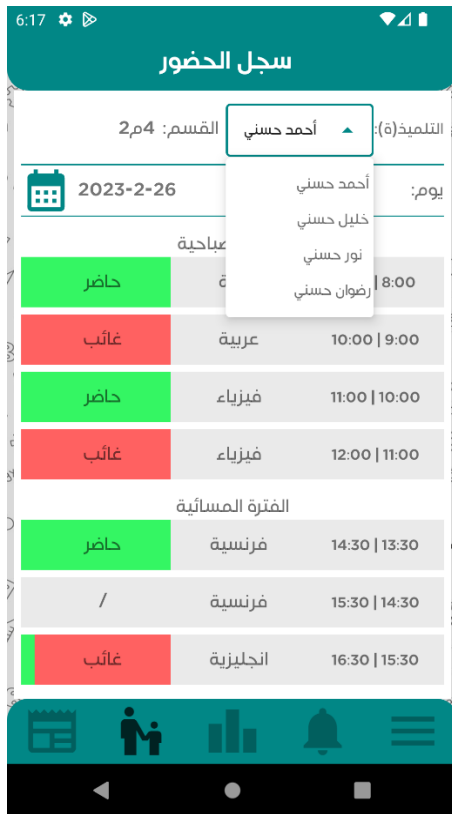 6:17
سجل الحضور
التلميذ(ة): أحمد حسني القسم: 4م2
أحمد حسني
خليل حسني
نور حسني
رضوان حسني
يوم: 2023-2-26
8:00 | حاضر
9:00 | 10:00 عربية غائب
10:00 | 11:00 فيزياء حاضر
11:00 | 12:00 فيزياء غائب
الفترة المسائية
13:30 | 14:30 فرنسية حاضر
14:30 | 15:30 فرنسية /
15:30 | 16:30 انجليزية غائب